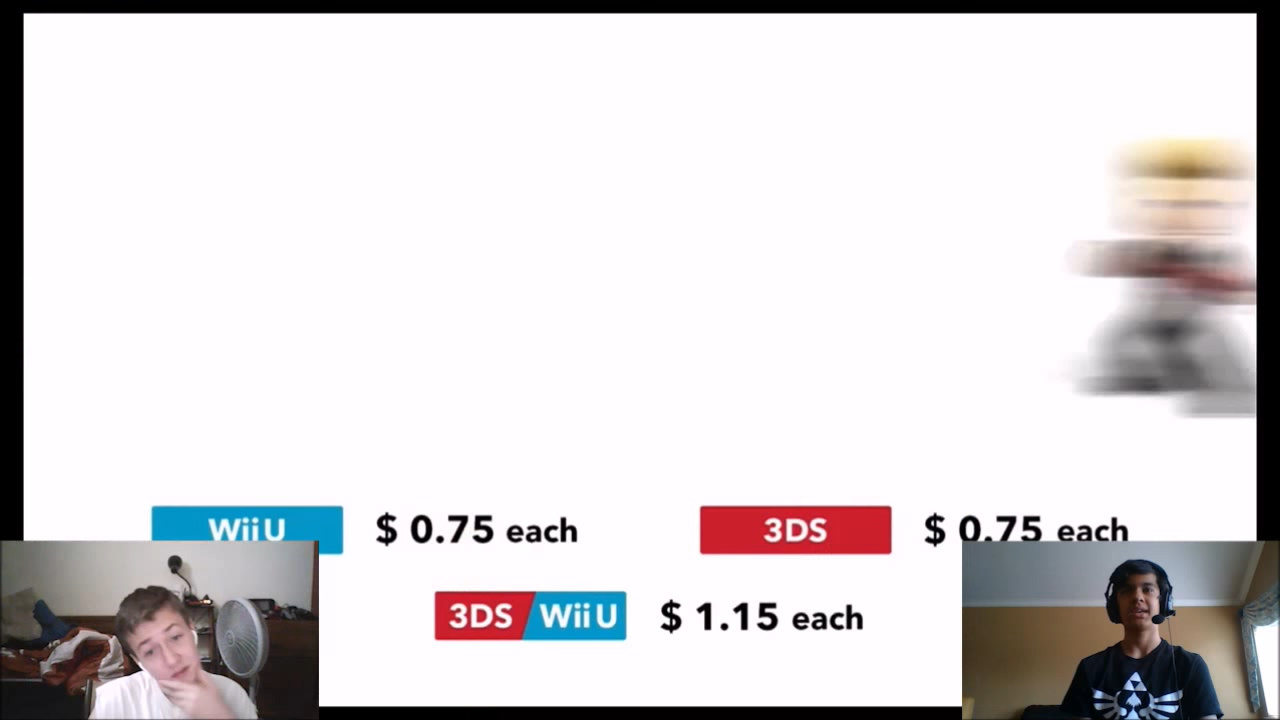 Wii U $ 0.75 each 3DS $ 0.75 each
3DS Wii U $ 1.15 each